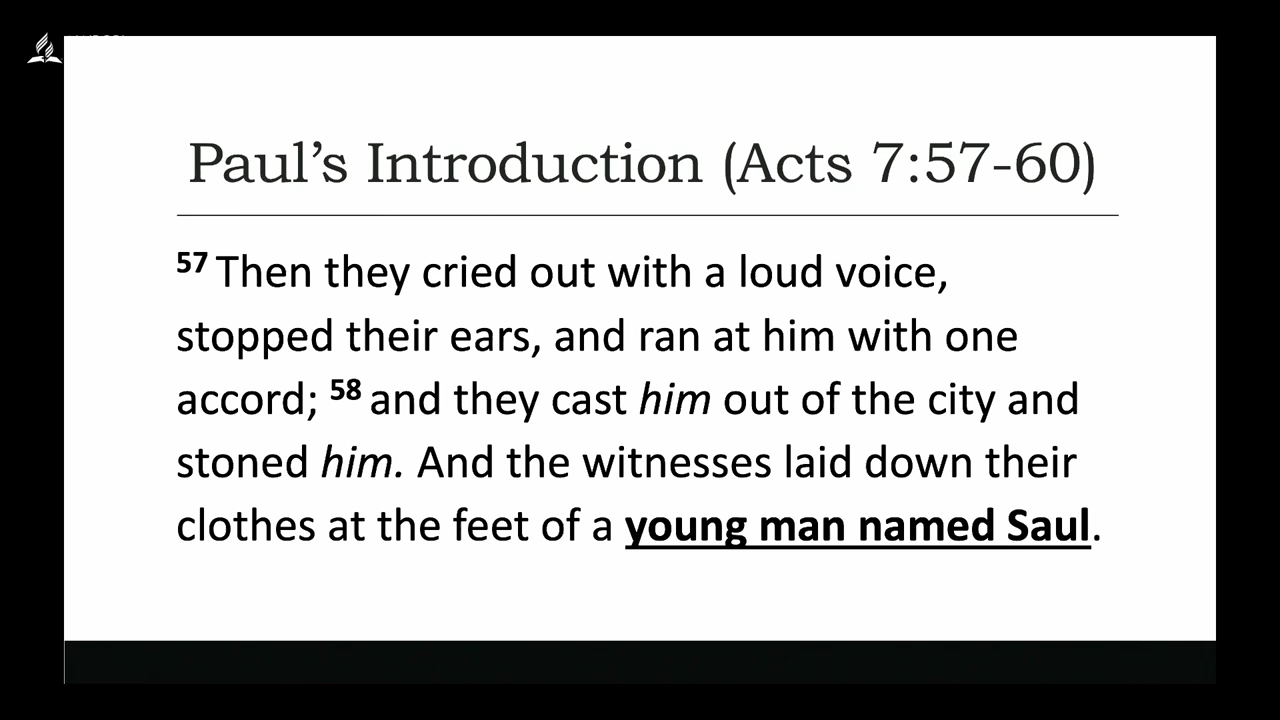 Paul’s Introduction (Acts 7:57-60)
57 Then they cried out with a loud voice,
stopped their ears, and ran at him with one
accord; 58 and they cast him out of the city and
stoned him. And the witnesses laid down their
clothes at the feet of a young man named Saul.